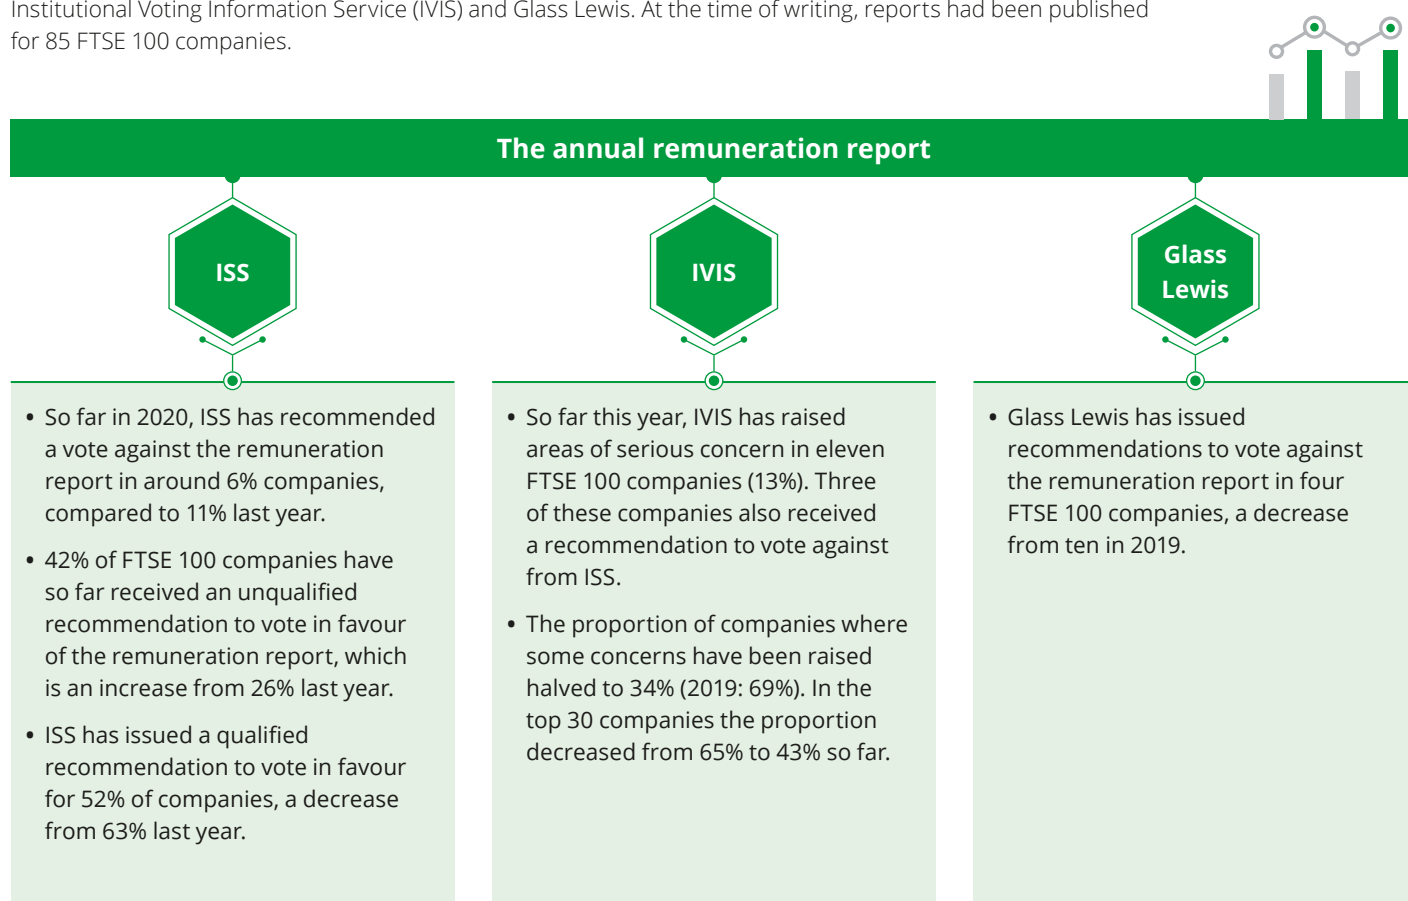 Institutional Voting Information Service (IVIS) and Glass Lewis. At the time of writing, reports had been published
for 85 FTSE 100 companies.
The annual remuneration report
ISS
• So far in 2020, ISS has recommended
a vote against the remuneration
report in around 6% companies,
compared to 11% last year.
• 42% of FTSE 100 companies have
so far received an unqualified
recommendation to vote in favour
of the remuneration report, which
is an increase from 26% last year.
• ISS has issued a qualified
recommendation to vote in favour
for 52% of companies, a decrease
from 63% last year.
IVIS
• So far this year, IVIS has raised
areas of serious concern in eleven
FTSE 100 companies (13%). Three
of these companies also received
a recommendation to vote against
from ISS.
• The proportion of companies where
some concerns have been raised
halved to 34% (2019: 69%). In the
top 30 companies the proportion
decreased from 65% to 43% so far.
Glass
Lewis
• Glass Lewis has issued
recommendations to vote against
the remuneration report in four
FTSE 100 companies, a decrease
from ten in 2019.